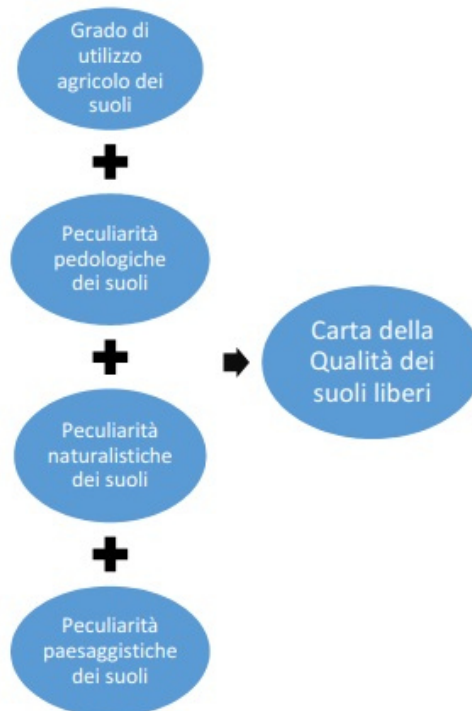 Grado di
utilizzo
agricolo dei
suoli
Peculiarità
pedologiche
dei suoli
Peculiarità
naturalistiche
dei suoli
Peculiarità
paesaggistiche
dei suoli
Carta della
Qualità dei
suoli liberi